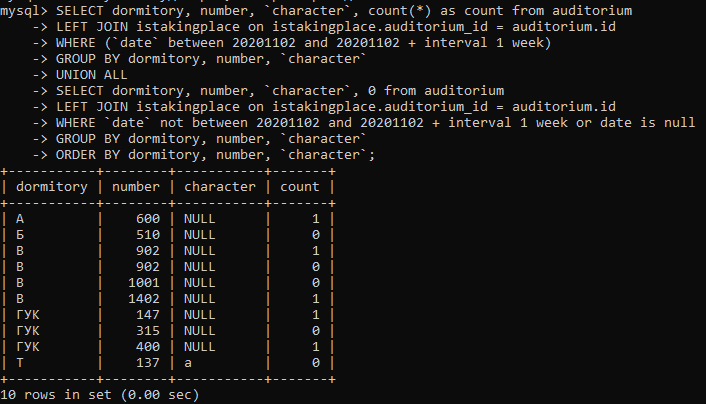 mysql> SELECT dormitory, number, `character`, count(*) as count from auditorium
    -> LEFT JOIN istakingplace on istakingplace.auditorium_id = auditorium.id
    -> WHERE (`date` between 20201102 and 20201102 + interval 1 week)
    -> GROUP BY dormitory, number, `character`
    -> UNION ALL
    -> SELECT dormitory, number, `character`, 0 from auditorium
    -> LEFT JOIN istakingplace on istakingplace.auditorium_id = auditorium.id
    -> WHERE `date` not between 20201102 and 20201102 + interval 1 week or date is null
    -> GROUP BY dormitory, number, `character`
    -> ORDER BY dormitory, number, `character`;
+-----------+--------+-----------+-------+
| dormitory | number | character | count |
+-----------+--------+-----------+-------+
| А         |    600 | NULL      |     1 |
| Б         |    510 | NULL      |     0 |
| В         |    902 | NULL      |     1 |
| В         |    902 | NULL      |     0 |
| В         |   1001 | NULL      |     0 |
| В         |   1402 | NULL      |     1 |
| ГУК       |    147 | NULL      |     1 |
| ГУК       |    315 | NULL      |     0 |
| ГУК       |    400 | NULL      |     1 |
| Т         |    137 | а         |     0 |
+-----------+--------+-----------+-------+
10 rows in set (0.00 sec)